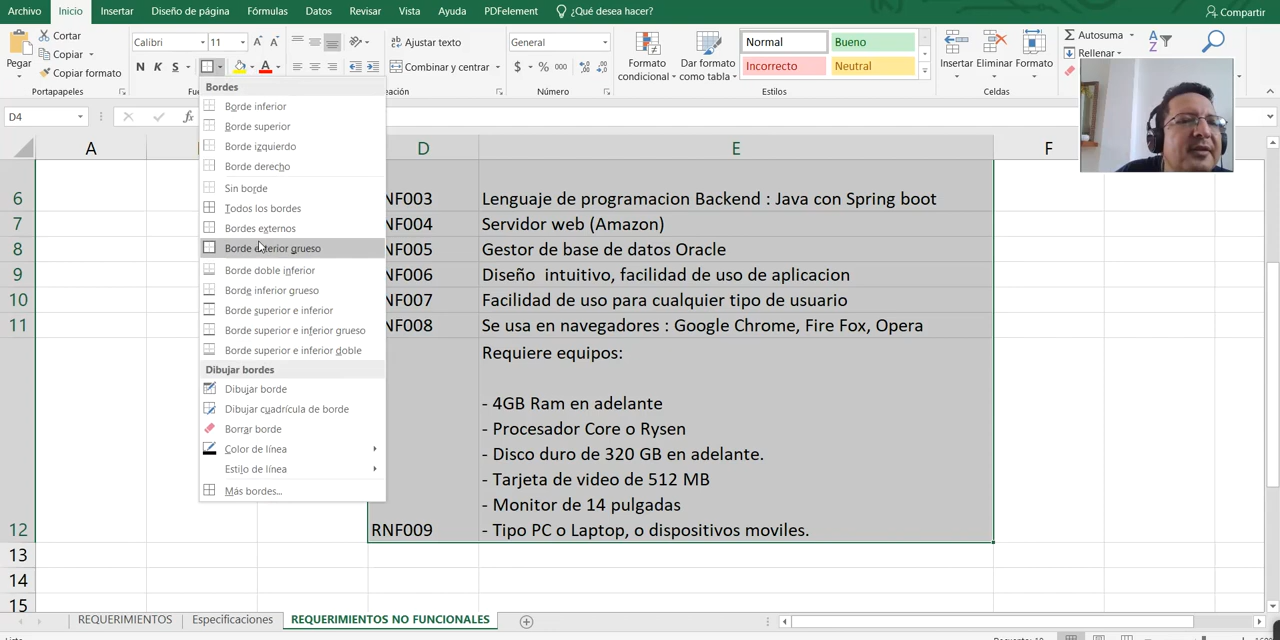 Archivo Inicio Insertar Diseño de página Fórmulas Datos Revisar Vista Ayuda PDFelement ¿Qué desea hacer? Compartir
Pegar
Cortar
Copiar
Copiar formato
Portapapeles
Calibri 11
N K S
Ajustar texto
Combinar y centrar
General
$ % 000
Número
Formato condicional
Dar formato como tabla
Normal Bueno
Incorrecto Neutral
Estilos
Insertar Eliminar Formato
Celdas
Autosuma
Rellenar
D4
fx
Bordes
Borde inferior
Borde superior
Borde izquierdo
Borde derecho
Sin borde
Todos los bordes
Bordes externos
Borde exterior grueso
Borde doble inferior
Borde inferior grueso
Borde superior e inferior
Borde superior e inferior grueso
Borde superior e inferior doble
Dibujar bordes
Dibujar borde
Dibujar cuadrícula de borde
Borrar borde
Color de línea
Estilo de línea
Más bordes...
A D E F
6 NF003 Lenguaje de programacion Backend : Java con Spring boot
7 NF004 Servidor web (Amazon)
8 NF005 Gestor de base de datos Oracle
9 NF006 Diseño intuitivo, facilidad de uso de aplicacion
10 NF007 Facilidad de uso para cualquier tipo de usuario
11 NF008 Se usa en navegadores : Google Chrome, Fire Fox, Opera
Requiere equipos:
- 4GB Ram en adelante
- Procesador Core o Rysen
- Disco duro de 320 GB en adelante.
- Tarjeta de video de 512 MB
- Monitor de 14 pulgadas
12 RNF009 - Tipo PC o Laptop, o dispositivos moviles.
13
14
15
REQUERIMIENTOS Especificaciones REQUERIMIENTOS NO FUNCIONALES